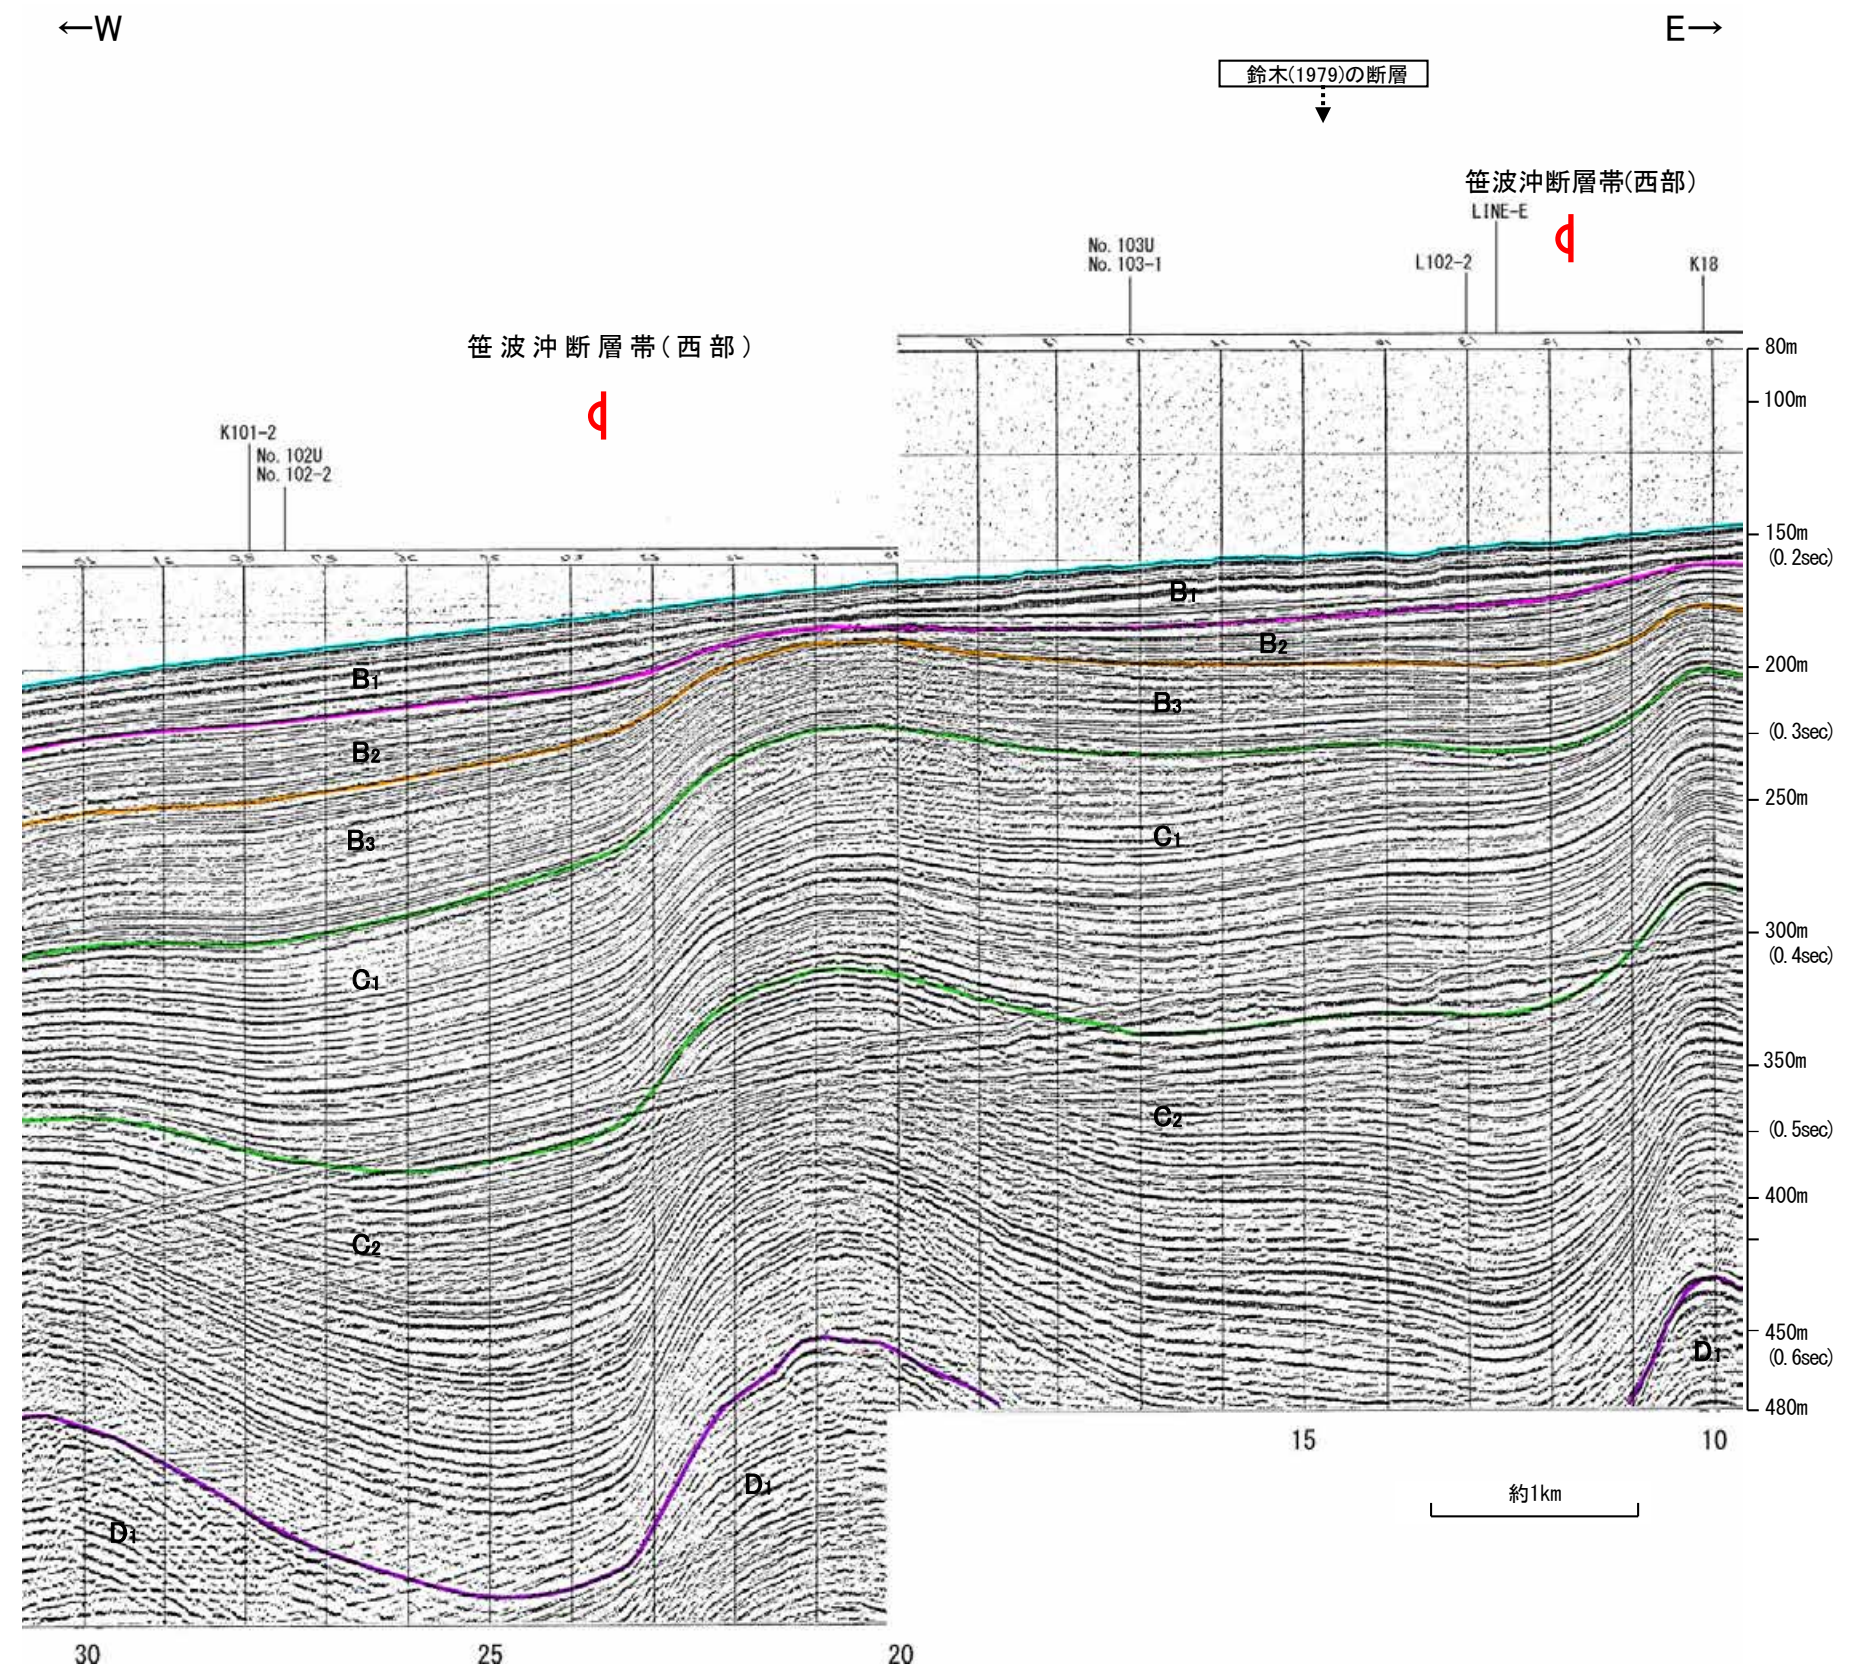 ←W
E→
鈴木(1979)の断層
笹波沖断層帯(西部)
LINE-E
No. 103U
No. 103-1
L102-2
K18
笹波沖断層帯(西部)
K101-2
No. 102U
No. 102-2
80m
100m
150m
(0.2sec)
200m
(0.3sec)
250m
300m
(0.4sec)
350m
(0.5sec)
400m
450m
(0.6sec)
480m
B1
B2
B3
C1
C2
D1
B1
B2
B3
C1
C2
D1
D1
15
10
約1km
30
25
20